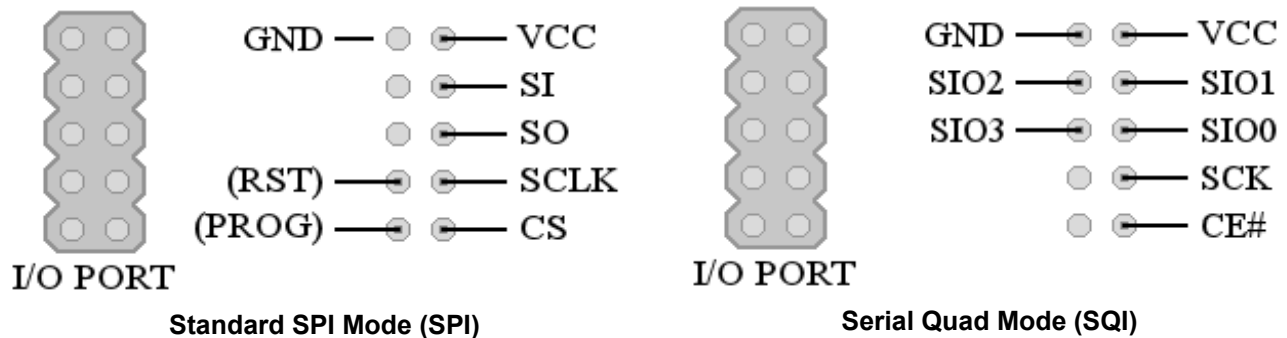 GND VCC
SI
SO
(RST) SCLK
(PROG) CS
I/O PORT
Standard SPI Mode (SPI)
GND VCC
SIO2 SIO1
SIO3 SIO0
SCK
CE#
I/O PORT
Serial Quad Mode (SQI)